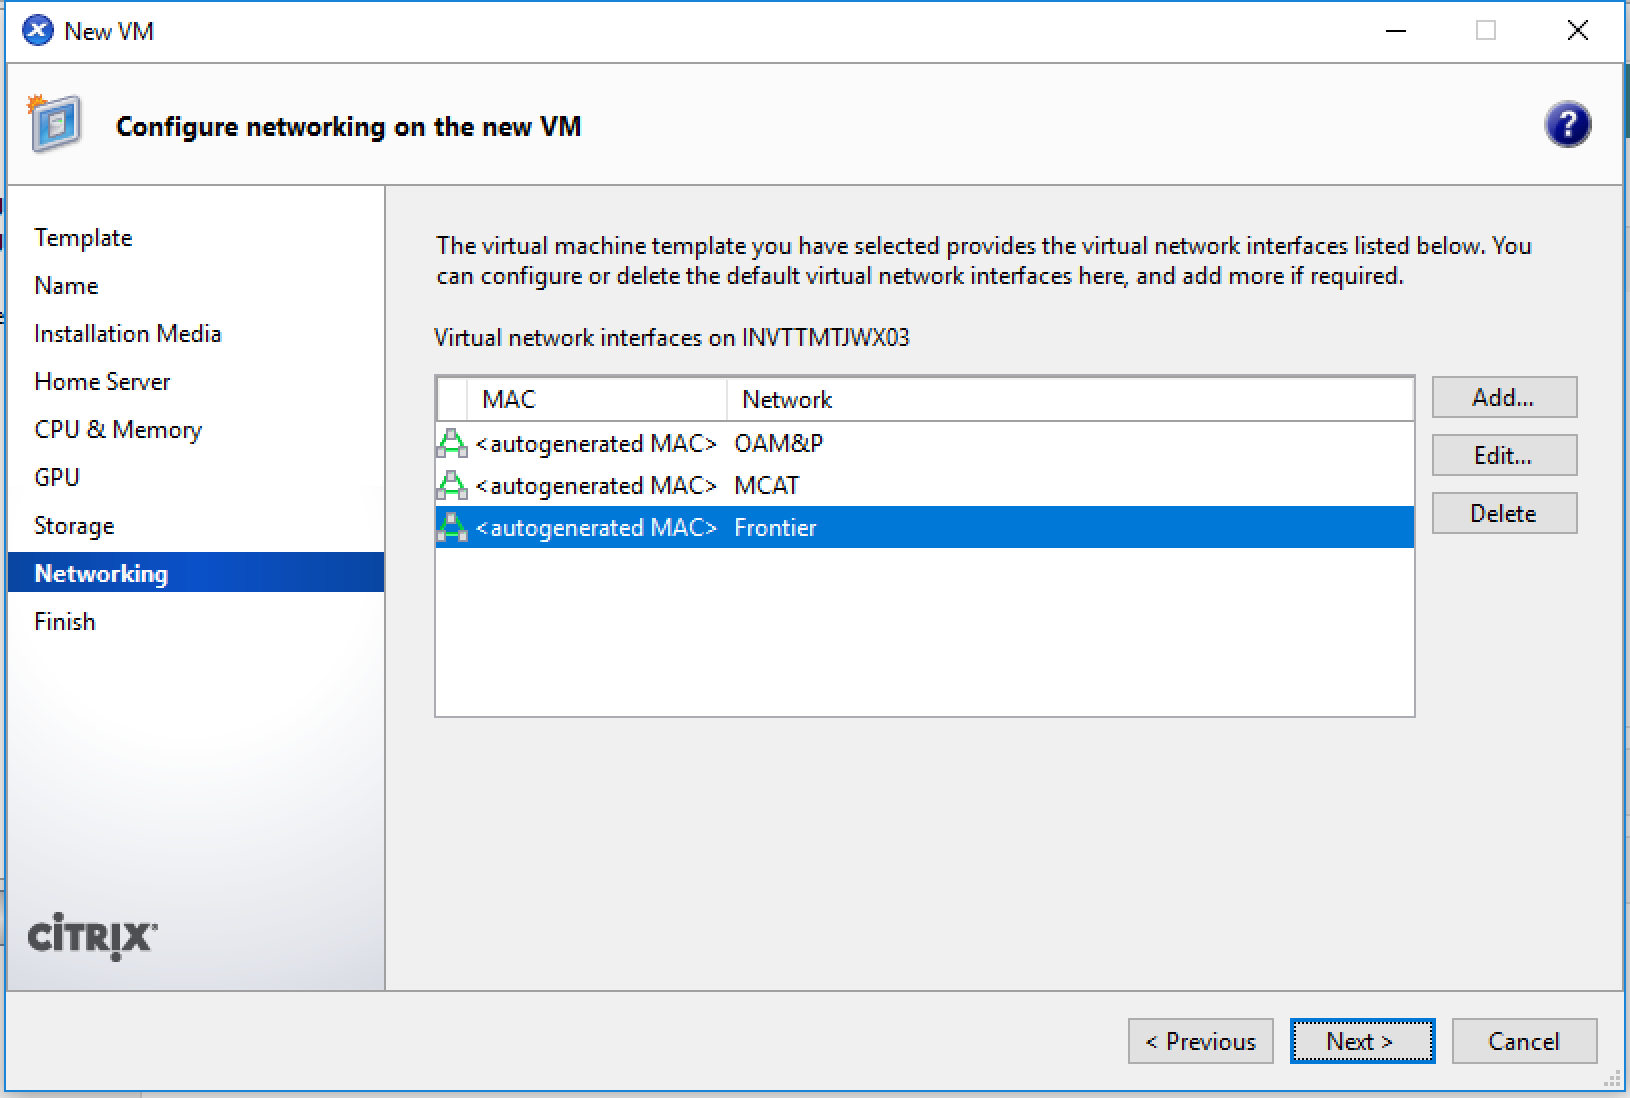 New VM
Configure networking on the new VM
?
Template
Name
Installation Media
Home Server
CPU & Memory
GPU
Storage
Networking
Finish
CITRIX
The virtual machine template you have selected provides the virtual network interfaces listed below. You
can configure or delete the default virtual network interfaces here, and add more if required.
Virtual network interfaces on INVTTMTJWX03
MAC Network
<autogenerated MAC> OAM&P
<autogenerated MAC> MCAT
<autogenerated MAC> Frontier
Add...
Edit...
Delete
< Previous Next > Cancel